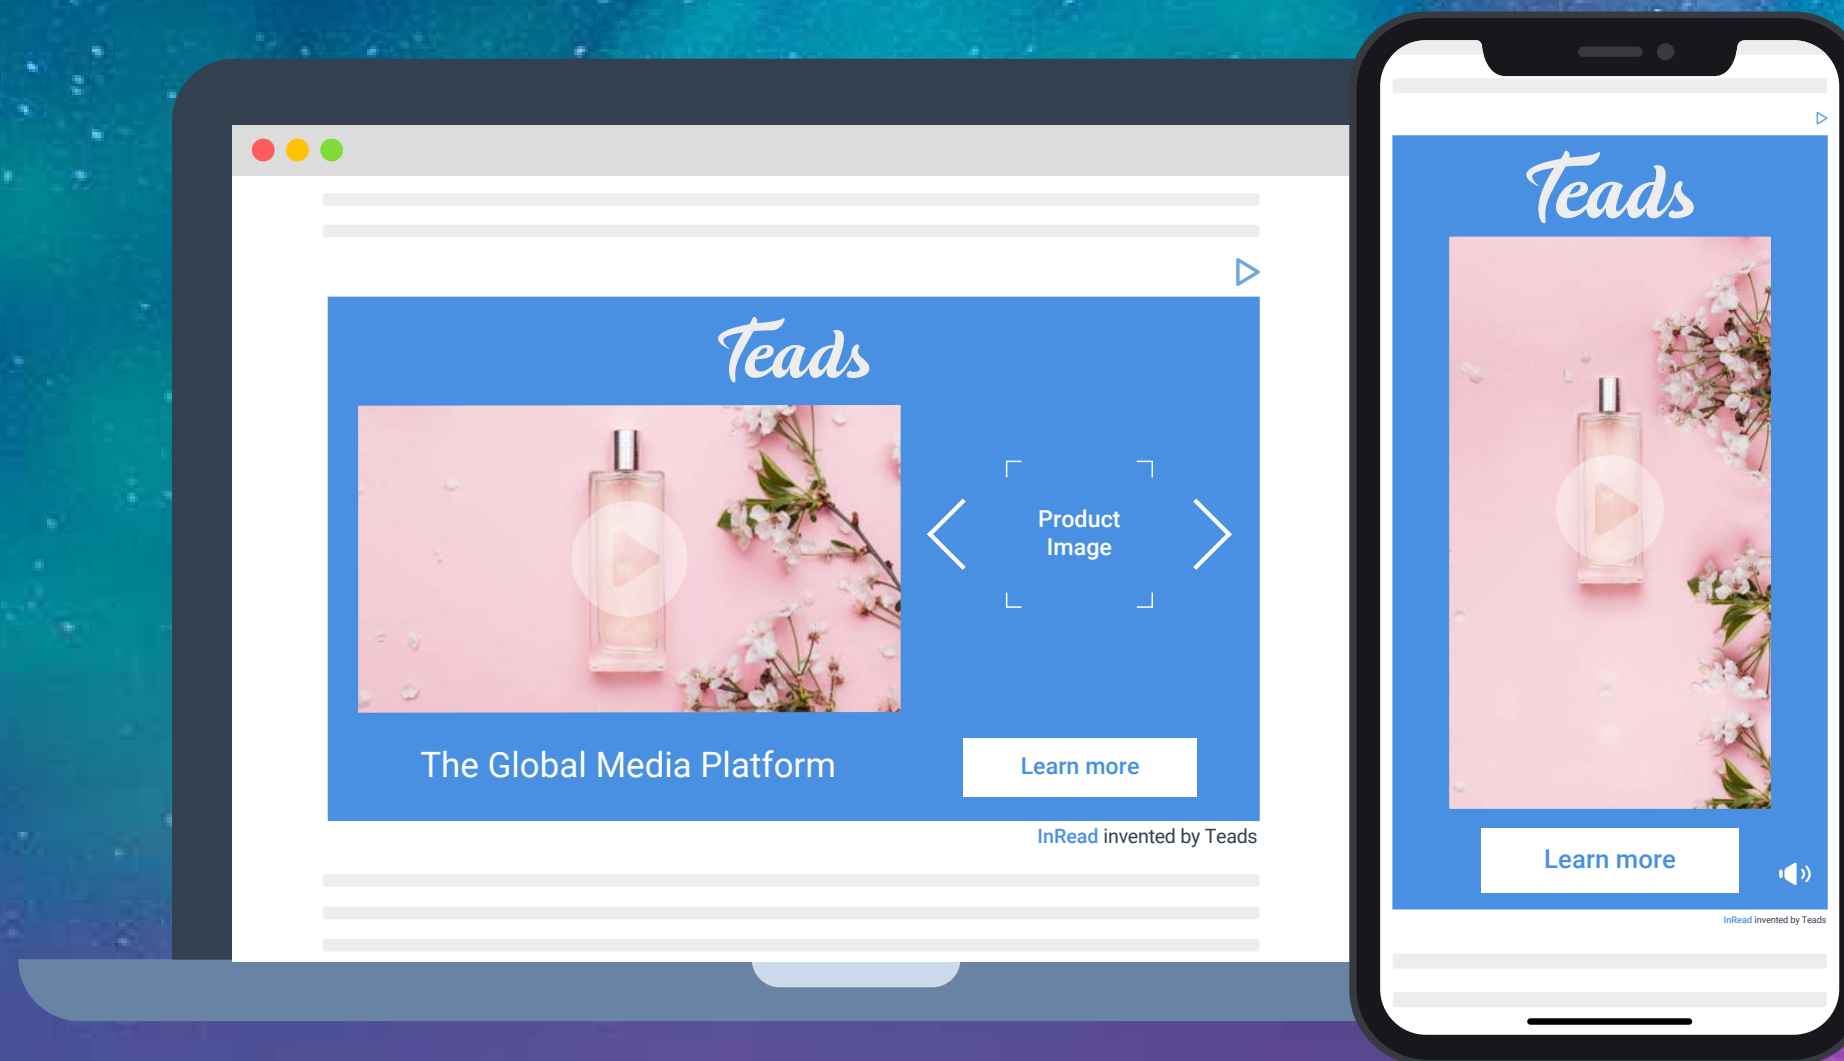 Teads
Product
Image
The Global Media Platform
Learn more
InRead invented by Teads
Teads
Learn more
InRead invented by Teads